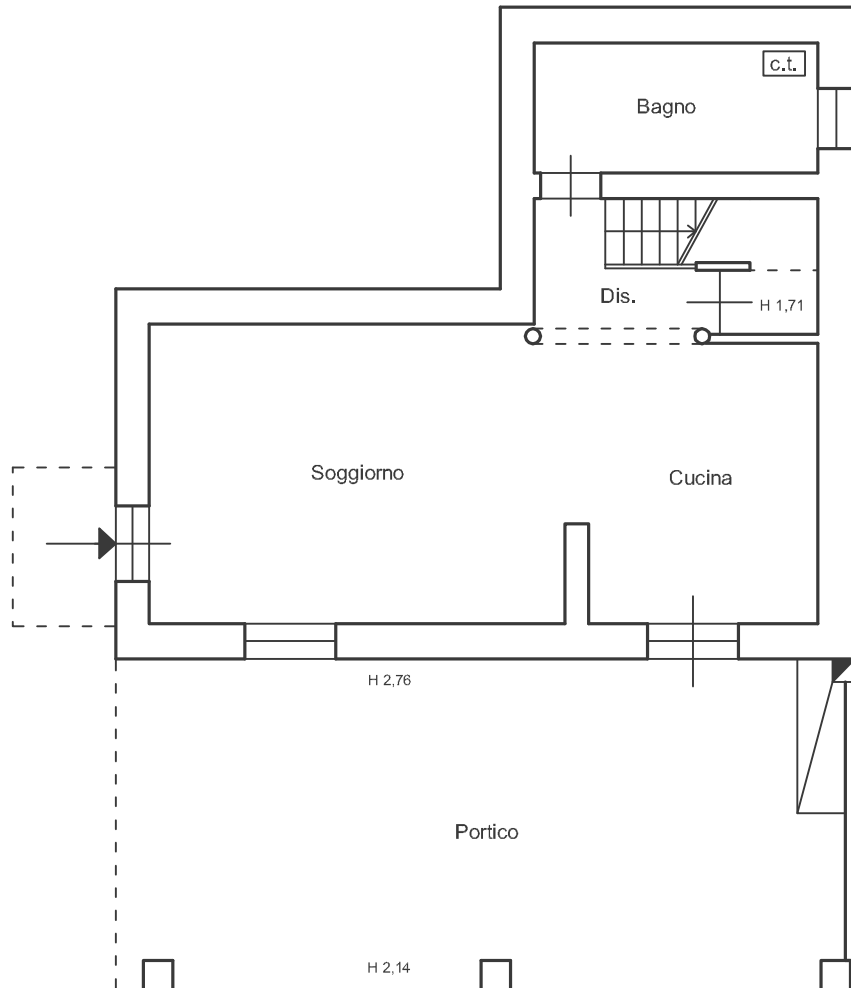 c.t.
Bagno
Dis.
H 1,71
Soggiorno
Cucina
H 2,76
Portico
H 2,14